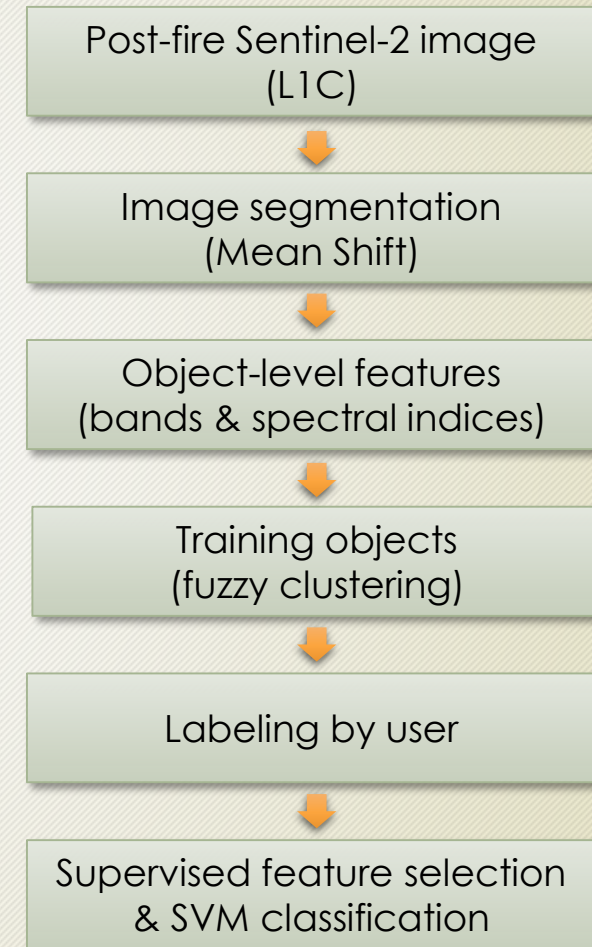 Post-fire Sentinel-2 image
(L1C)
Image segmentation
(Mean Shift)
Object-level features
(bands & spectral indices)
Training objects
(fuzzy clustering)
Labeling by user
Supervised feature selection
& SVM classification